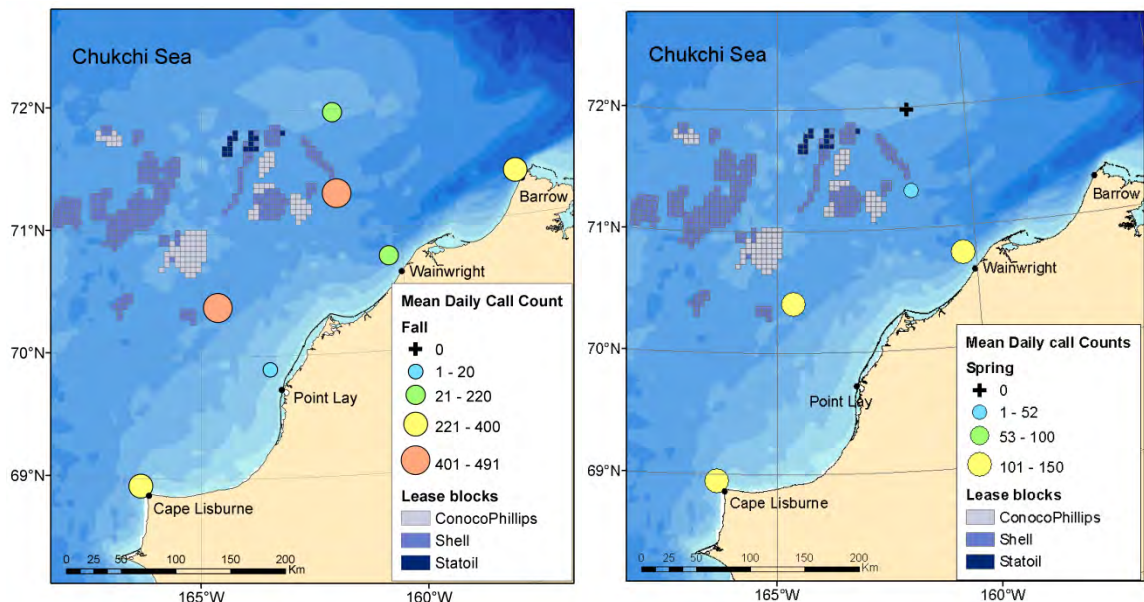 Chukchi Sea
72°N
71°N
70°N
69°N
Barrow
Wainwright
Point Lay
Cape Lisburne
Mean Daily Call Count
Fall
0
1 - 20
21 - 220
221 - 400
401 - 491
Lease blocks
ConocoPhillips
Shell
Statoil
0 25 50 100 150 200
Km
165°W 160°W
Chukchi Sea
72°N
71°N
70°N
69°N
Barrow
Wainwright
Point Lay
Cape Lisburne
Mean Daily call Counts
Spring
0
1 - 52
53 - 100
101 - 150
Lease blocks
ConocoPhillips
Shell
Statoil
0 25 50 100 150 200
Km
165°W 160°W